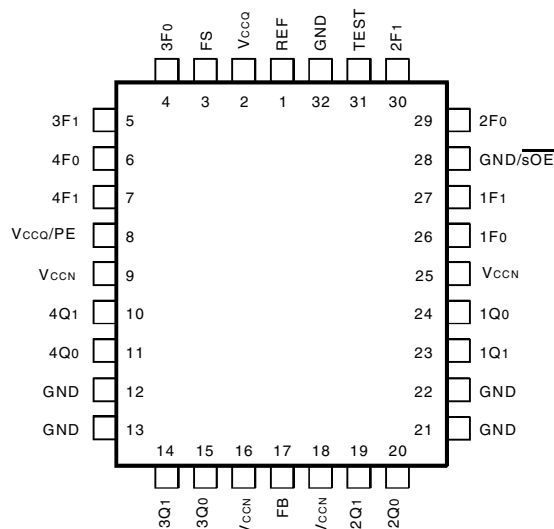 3F0 FS VCCQ REF GND TEST 2F1
4 3 2 1 32 31 30
3F1 5 29 2F0
4F0 6 28 GND/sOE
4F1 7 27 1F1
VCCQ/PE 8 26 1F0
VCCN 9 25 VCCN
4Q1 10 24 1Q0
4Q0 11 23 1Q1
GND 12 22 GND
GND 13 21 GND
14 15 16 17 18 19 20
3Q1 3Q0 VCCN FB VCCN 2Q1 2Q0